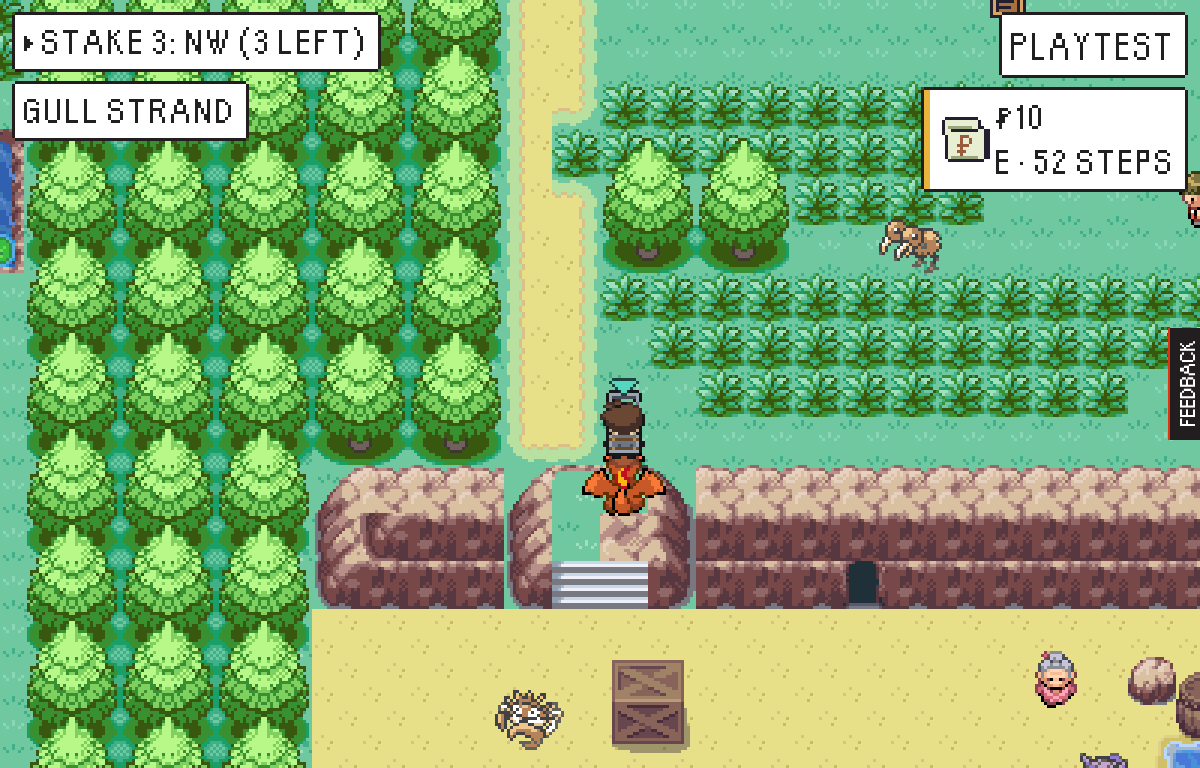 ▸STAKE 3: NW (3 LEFT)
GULL STRAND
PLAYTEST
₽10
E · 52 STEPS
₽
FEEDBACK